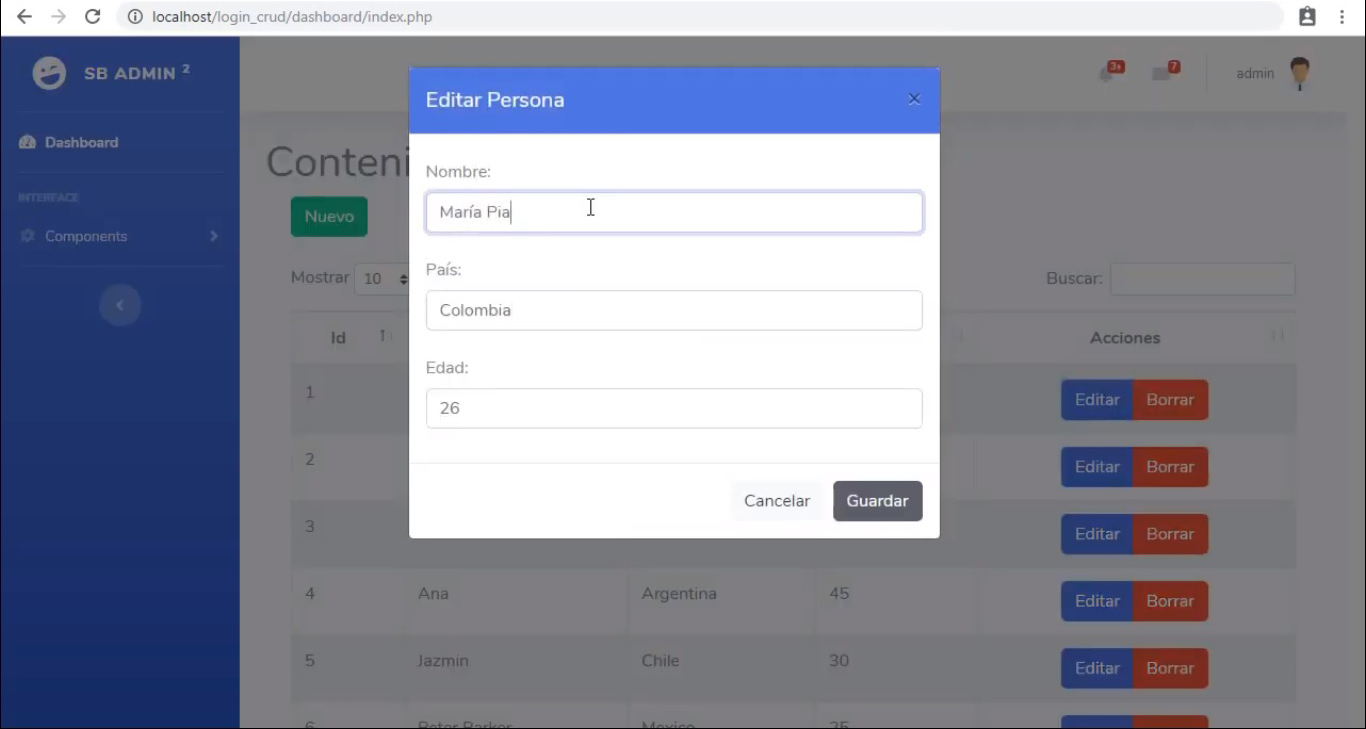 localhost/login_crud/dashboard/index.php
SB ADMIN 2
3+
7
admin
Editar Persona
×
Dashboard
Conteni
Nombre:
INTERFACE
María Pia
Nuevo
Components
País:
Mostrar 10
Buscar:
Colombia
Id
Acciones
Edad:
1
26
Editar Borrar
2
Editar Borrar
Cancelar Guardar
3
Editar Borrar
4 Ana Argentina 45 Editar Borrar
5 Jazmin Chile 30 Editar Borrar
6 Peter Parker Mexico 25